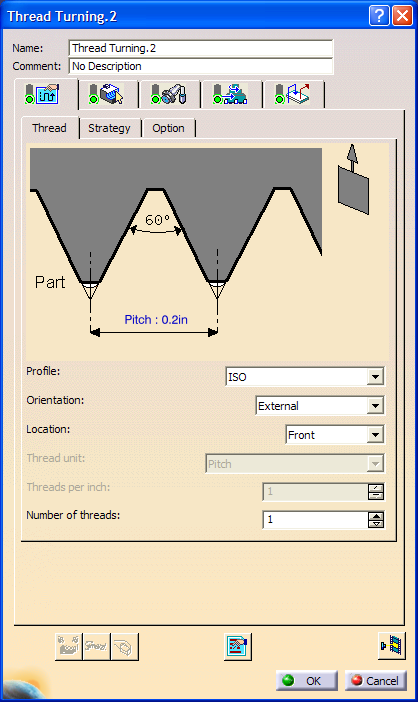 Thread Turning.2
Name: Thread Turning.2
Comment: No Description
Thread Strategy Option
60°
Part
Pitch : 0.2in
Profile: ISO
Orientation: External
Location: Front
Thread unit: Pitch
Threads per inch: 1
Number of threads: 1
OK Cancel